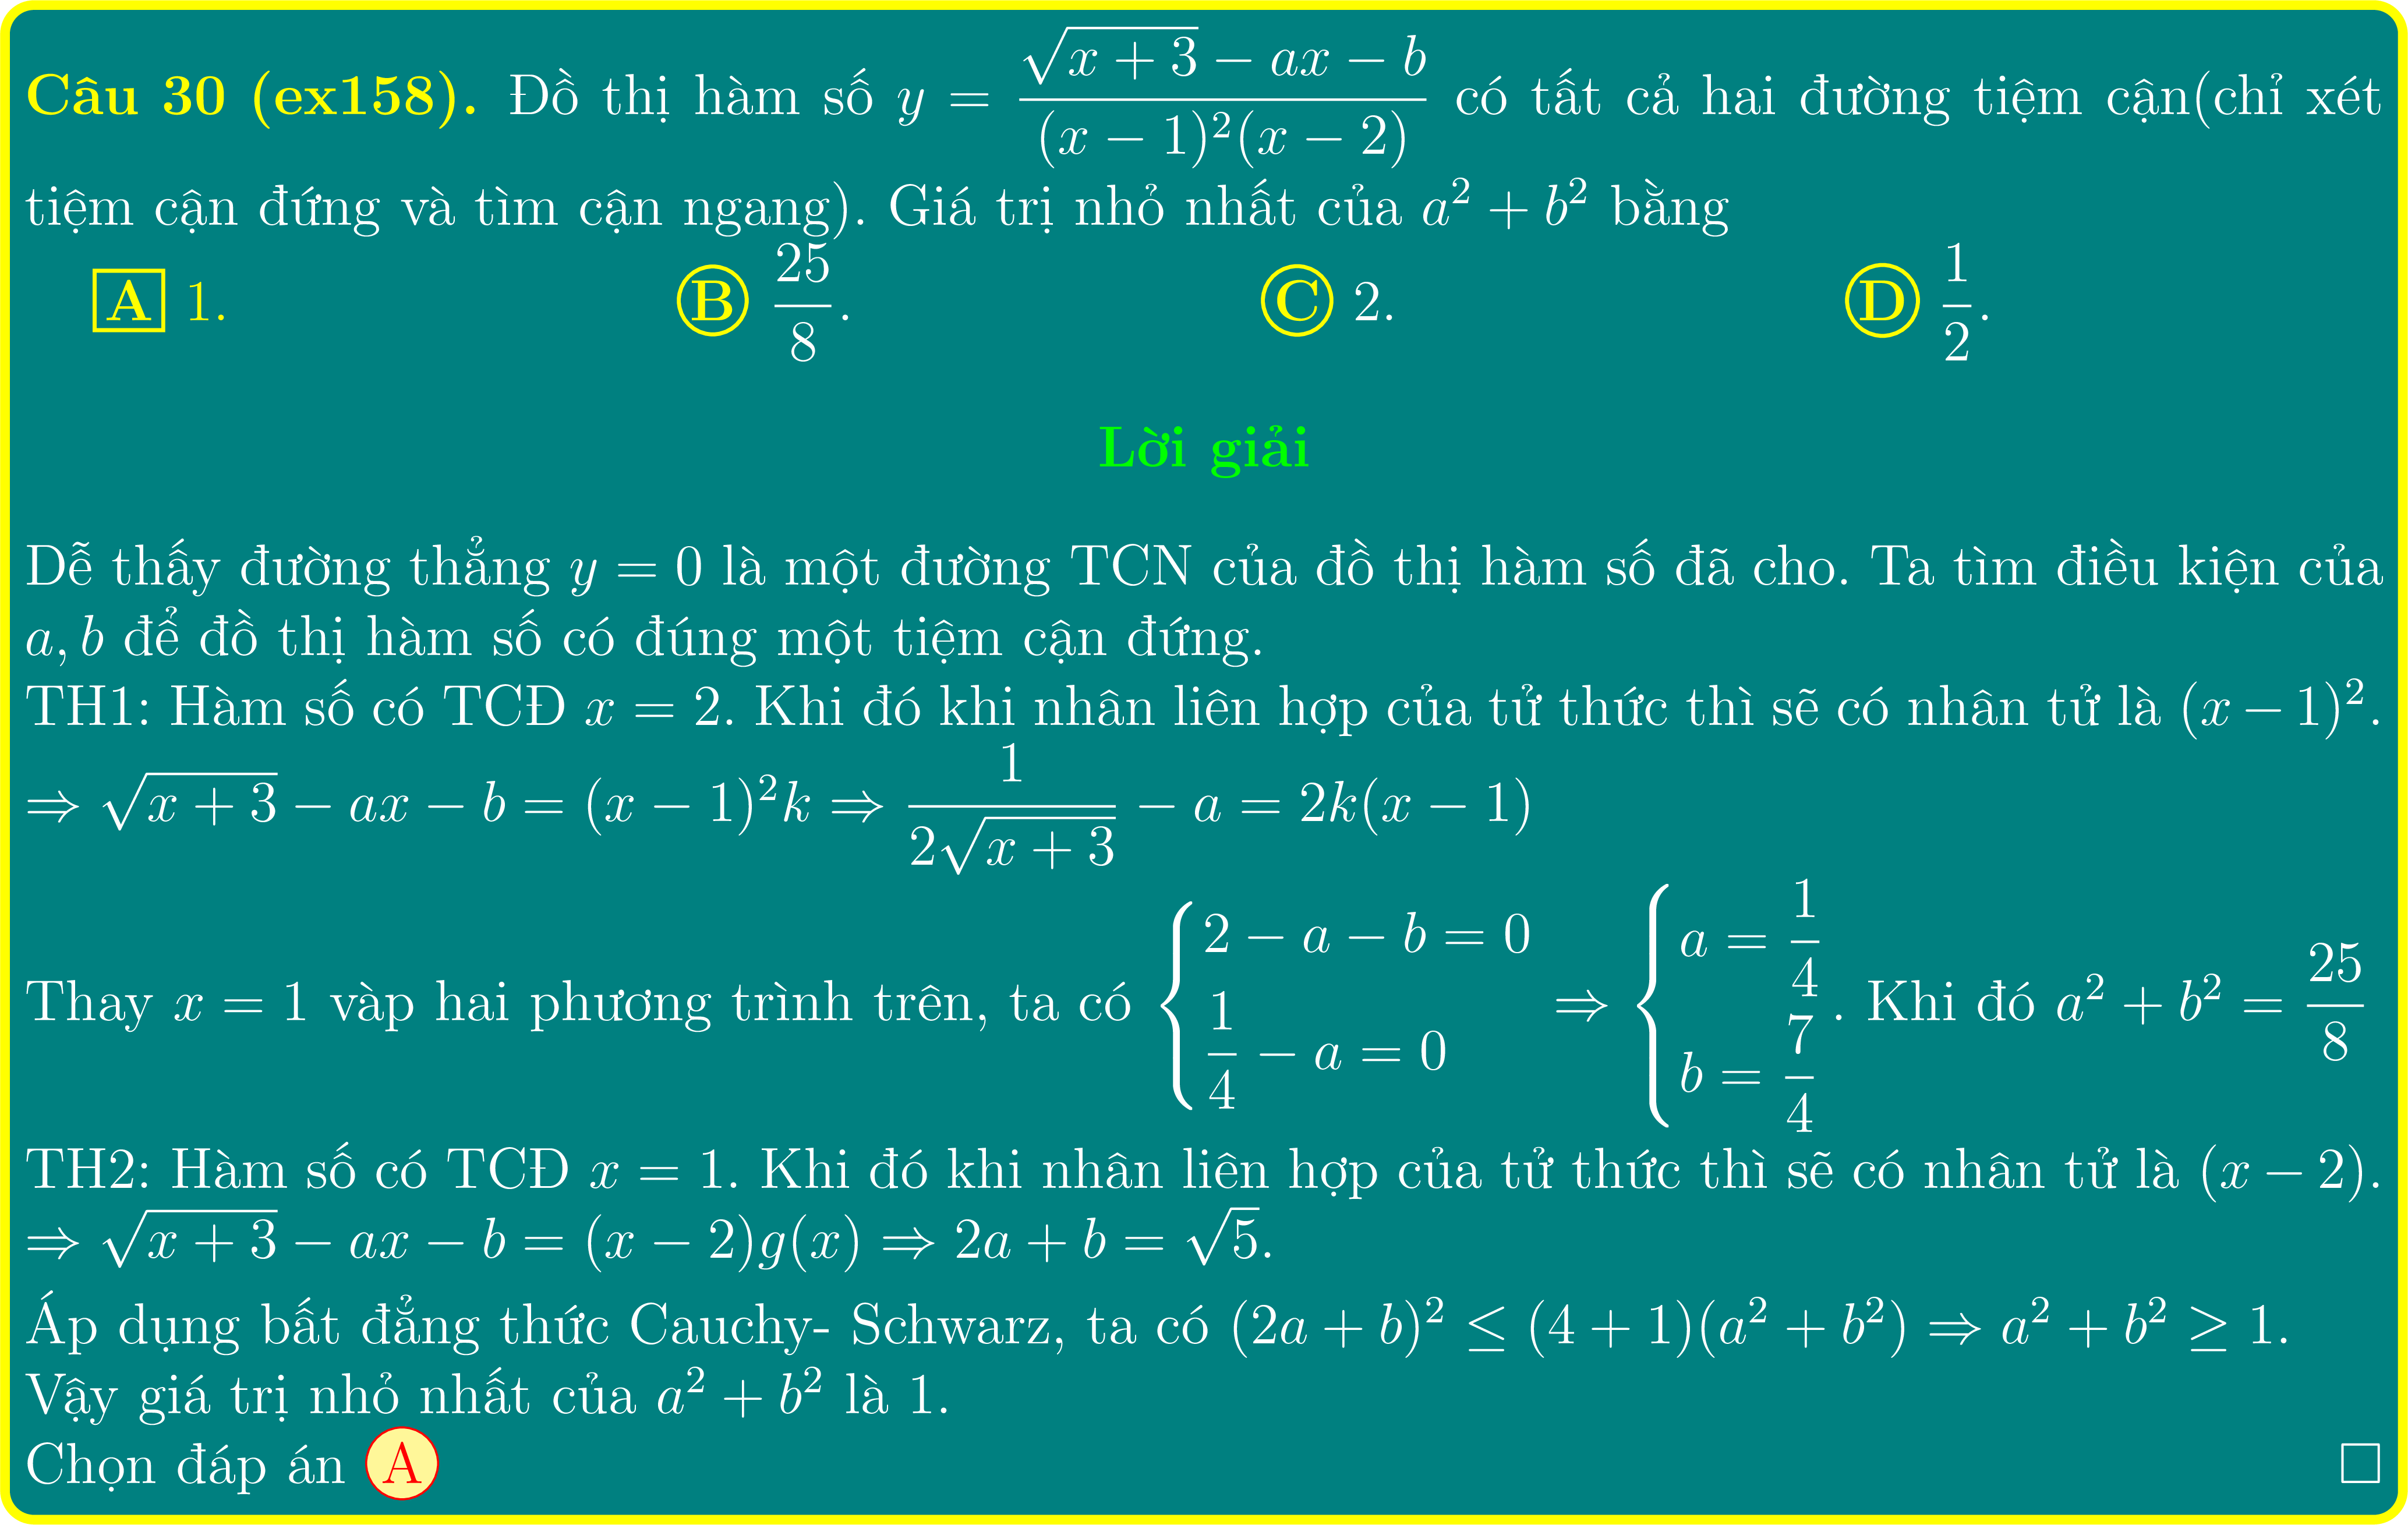 Câu 30 (ex158). Đồ thị hàm số $y = \dfrac{\sqrt{x+3} - ax - b}{(x-1)^2(x-2)}$ có tất cả hai đường tiệm cận(chỉ xét
tiệm cận đứng và tìm cận ngang). Giá trị nhỏ nhất của $a^2 + b^2$ bằng
A 1. B $\dfrac{25}{8}$. C 2. D $\dfrac{1}{2}$.
Lời giải
Dễ thấy đường thẳng $y = 0$ là một đường TCN của đồ thị hàm số đã cho. Ta tìm điều kiện của
$a, b$ để đồ thị hàm số có đúng một tiệm cận đứng.
TH1: Hàm số có TCĐ $x = 2$. Khi đó khi nhân liên hợp của tử thức thì sẽ có nhân tử là $(x-1)^2$.
$\Rightarrow \sqrt{x+3} - ax - b = (x-1)^2 k \Rightarrow \dfrac{1}{2\sqrt{x+3}} - a = 2k(x-1)$
Thay $x = 1$ vàp hai phương trình trên, ta có $\begin{cases} 2 - a - b = 0 \\ \dfrac{1}{4} - a = 0 \end{cases} \Rightarrow \begin{cases} a = \dfrac{1}{4} \\ b = \dfrac{7}{4} \end{cases}$. Khi đó $a^2 + b^2 = \dfrac{25}{8}$
TH2: Hàm số có TCĐ $x = 1$. Khi đó khi nhân liên hợp của tử thức thì sẽ có nhân tử là $(x-2)$.
$\Rightarrow \sqrt{x+3} - ax - b = (x-2)g(x) \Rightarrow 2a + b = \sqrt{5}$.
Áp dụng bất đẳng thức Cauchy- Schwarz, ta có $(2a+b)^2 \leq (4+1)(a^2+b^2) \Rightarrow a^2 + b^2 \geq 1$.
Vậy giá trị nhỏ nhất của $a^2 + b^2$ là 1.
Chọn đáp án A □